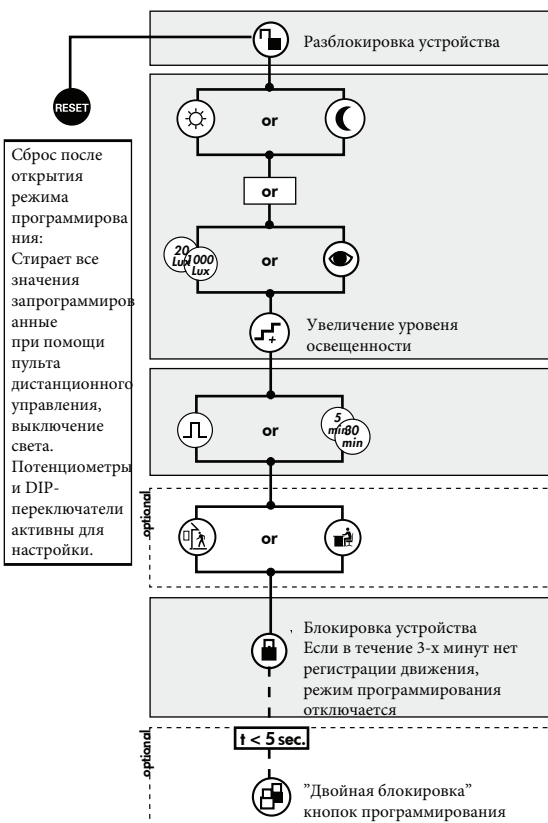 Разблокировка устройства
RESET
or
Сброс после
открытия
режима
программирова
ния:
Стирает все
значения
запрограммиров
анные
при помощи
пульта
дистанционного
управления,
выключение
света.
Потенциометры
и DIP-
переключатели
активны для
настройки.
or
20
Lux
1000
Lux
or
Увеличение уровеня
освещенности
5
min
or
30
min
optional
or
Блокировка устройства
Если в течение 3-х минут нет
регистрации движения,
режим программирования
отключается
optional
t < 5 sec.
"Двойная блокировка"
кнопок программирования